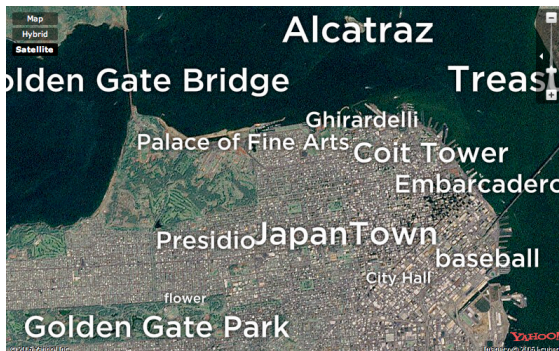 Map
Hybrid
Satellite
Alcatraz
olden Gate Bridge
Treas
Ghirardelli
Palace of Fine Arts
Coit Tower
Embarcadero
Presidio
JapanTown
baseball
City Hall
flower
Golden Gate Park
YAHOO!